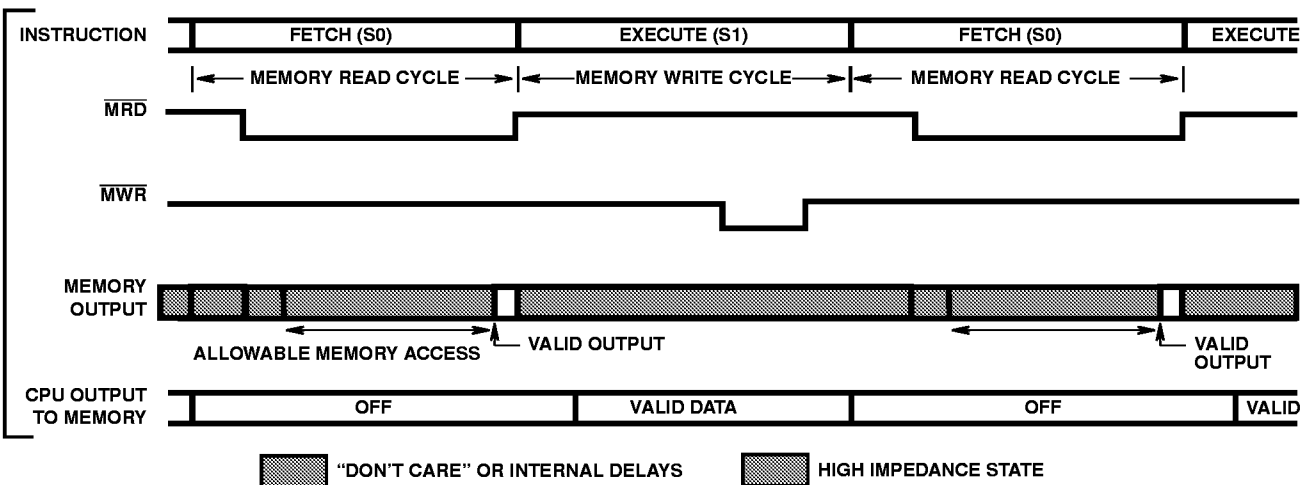 INSTRUCTION FETCH (S0) EXECUTE (S1) FETCH (S0) EXECUTE
MEMORY READ CYCLE MEMORY WRITE CYCLE MEMORY READ CYCLE
MRD
MWR
MEMORY
OUTPUT
ALLOWABLE MEMORY ACCESS
VALID OUTPUT
VALID
OUTPUT
CPU OUTPUT
TO MEMORY
OFF VALID DATA OFF VALID
“DON'T CARE” OR INTERNAL DELAYS HIGH IMPEDANCE STATE